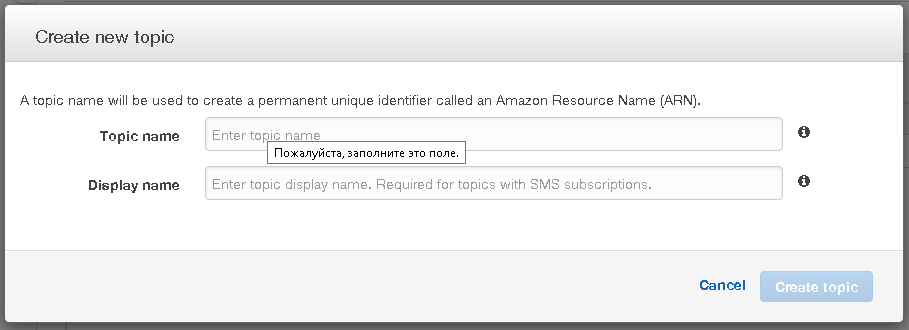 Create new topic
A topic name will be used to create a permanent unique identifier called an Amazon Resource Name (ARN).
Topic name
Enter topic name
Пожалуйста, заполните это поле.
Display name
Enter topic display name. Required for topics with SMS subscriptions.
Cancel
Create topic